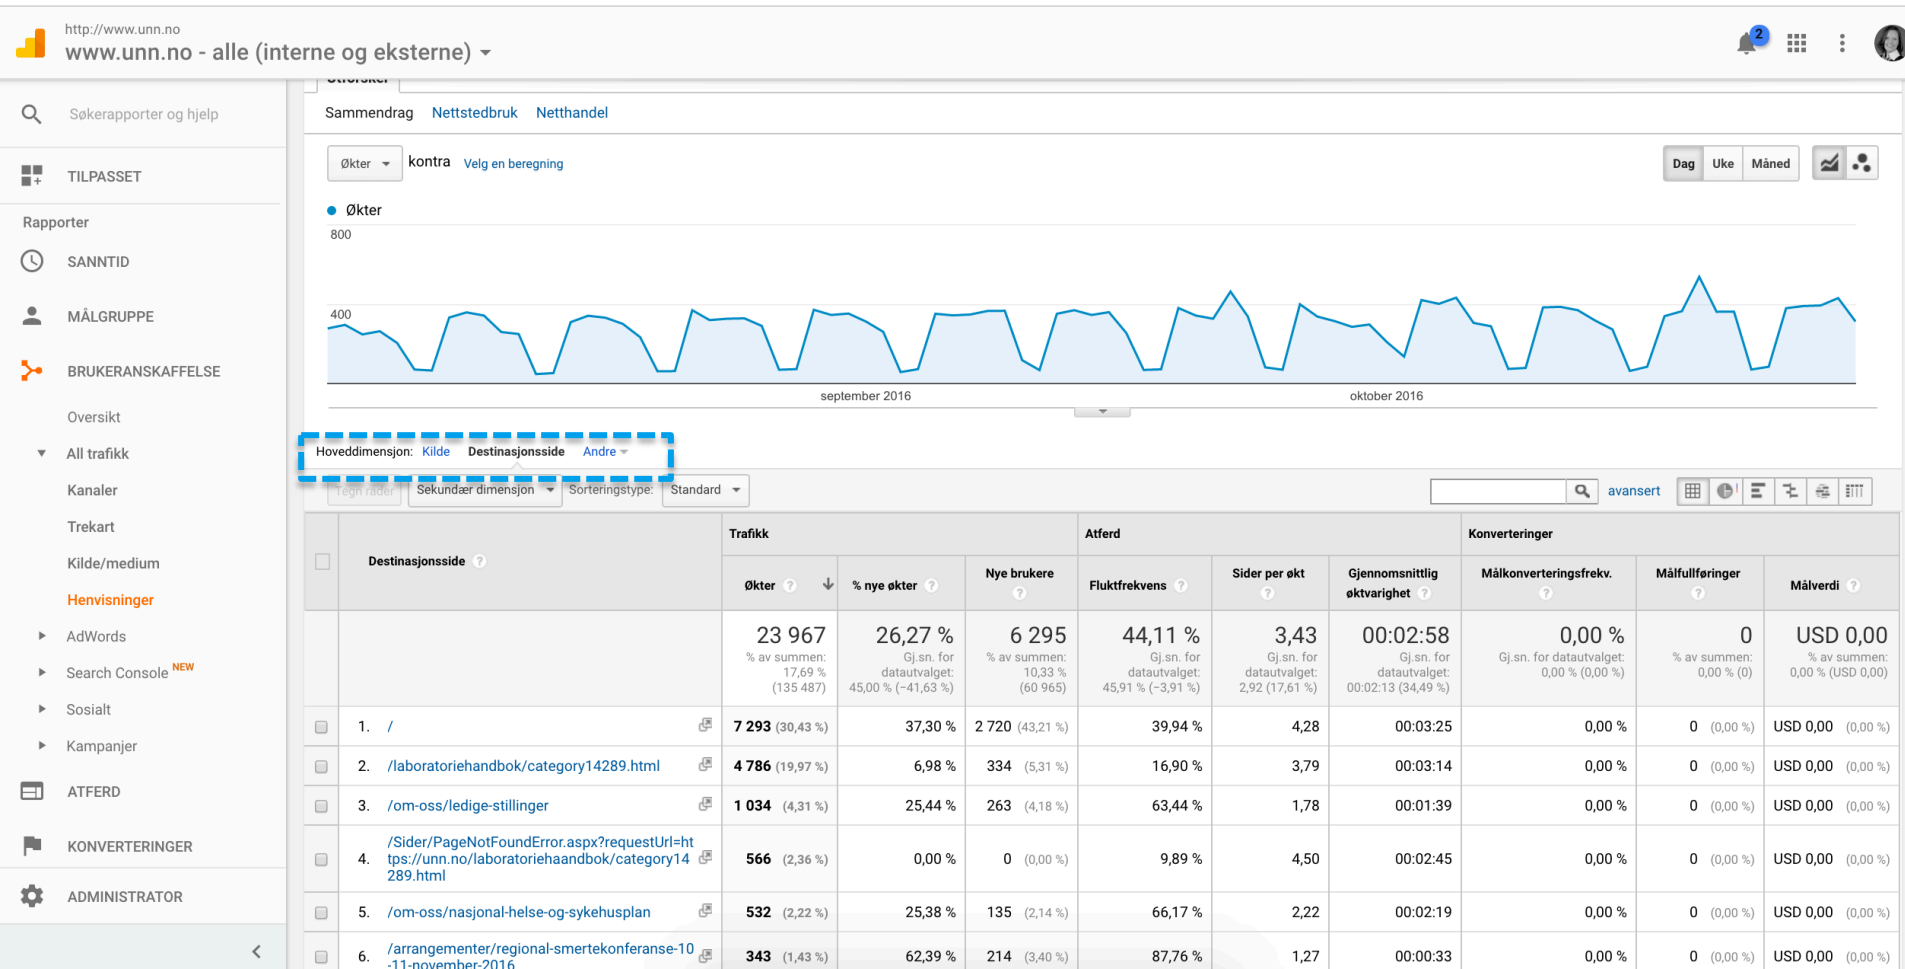 http://www.unn.no
www.unn.no - alle (interne og eksterne)
2
Søkerapporter og hjelp
TILPASSET
Rapporter
SANNTID
MÅLGRUPPE
BRUKERANSKAFFELSE
Oversikt
All trafikk
Kanaler
Trekart
Kilde/medium
Henvisninger
AdWords
Search Console NEW
Sosialt
Kampanjer
ATFERD
KONVERTERINGER
ADMINISTRATOR
Utforsker
Sammendrag Nettstedbruk Netthandel
Økter kontra Velg en beregning
Dag Uke Måned
Økter
800
400
september 2016 oktober 2016
Hoveddimensjon: Kilde Destinasjonsside Andre
Tegn rader Sekundær dimensjon Sorteringstype: Standard
avansert
Trafikk Atferd Konverteringer
Destinasjonsside ?
Økter ? % nye økter ? Nye brukere ? Fluktfrekvens ? Sider per økt ? Gjennomsnittlig øktvarighet ? Målkonverteringsfrekv. ? Målfullføringer ? Målverdi ?
23 967 26,27 % 6 295 44,11 % 3,43 00:02:58 0,00 % 0 USD 0,00
% av summen: Gj.sn. for % av summen: Gj.sn. for Gj.sn. for Gj.sn. for Gj.sn. for datautvalget: % av summen: % av summen:
17,69 % datautvalget: 10,33 % datautvalget: datautvalget: datautvalget: 0,00 % (0,00 %) 0,00 % (0) 0,00 % (USD 0,00)
(135 487) 45,00 % (−41,63 %) (60 965) 45,91 % (−3,91 %) 2,92 (17,61 %) 00:02:13 (34,49 %)
1. / 7 293 (30,43 %) 37,30 % 2 720 (43,21 %) 39,94 % 4,28 00:03:25 0,00 % 0 (0,00 %) USD 0,00 (0,00 %)
2. /laboratoriehandbok/category14289.html 4 786 (19,97 %) 6,98 % 334 (5,31 %) 16,90 % 3,79 00:03:14 0,00 % 0 (0,00 %) USD 0,00 (0,00 %)
3. /om-oss/ledige-stillinger 1 034 (4,31 %) 25,44 % 263 (4,18 %) 63,44 % 1,78 00:01:39 0,00 % 0 (0,00 %) USD 0,00 (0,00 %)
/Sider/PageNotFoundError.aspx?requestUrl=ht
4. tps://unn.no/laboratoriehaandbok/category14 566 (2,36 %) 0,00 % 0 (0,00 %) 9,89 % 4,50 00:02:45 0,00 % 0 (0,00 %) USD 0,00 (0,00 %)
289.html
5. /om-oss/nasjonal-helse-og-sykehusplan 532 (2,22 %) 25,38 % 135 (2,14 %) 66,17 % 2,22 00:02:19 0,00 % 0 (0,00 %) USD 0,00 (0,00 %)
/arrangementer/regional-smertekonferanse-10
6. -11-november-2016 343 (1,43 %) 62,39 % 214 (3,40 %) 87,76 % 1,27 00:00:33 0,00 % 0 (0,00 %) USD 0,00 (0,00 %)